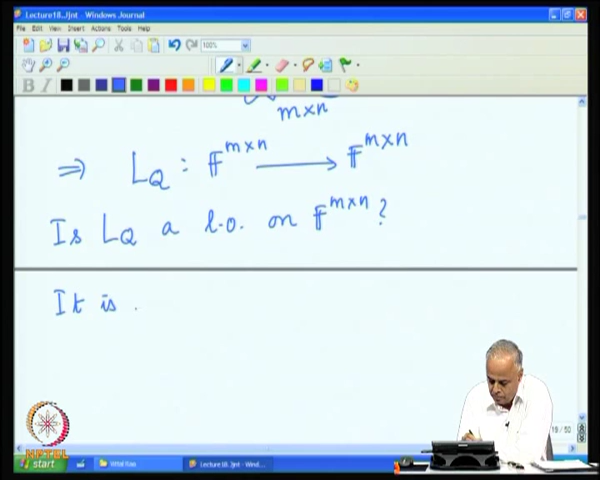 Lecture18.Jnt - Windows Journal
File Edit View Insert Actions Tools Help
100%
B I
m×n
⇒ L_Q : 𝔽^{m×n} ⟶ 𝔽^{m×n}
Is L_Q a l.o. on 𝔽^{m×n} ?
It is .
19 / 50
NPTEL
start
Lecture18.Jnt - Wind...